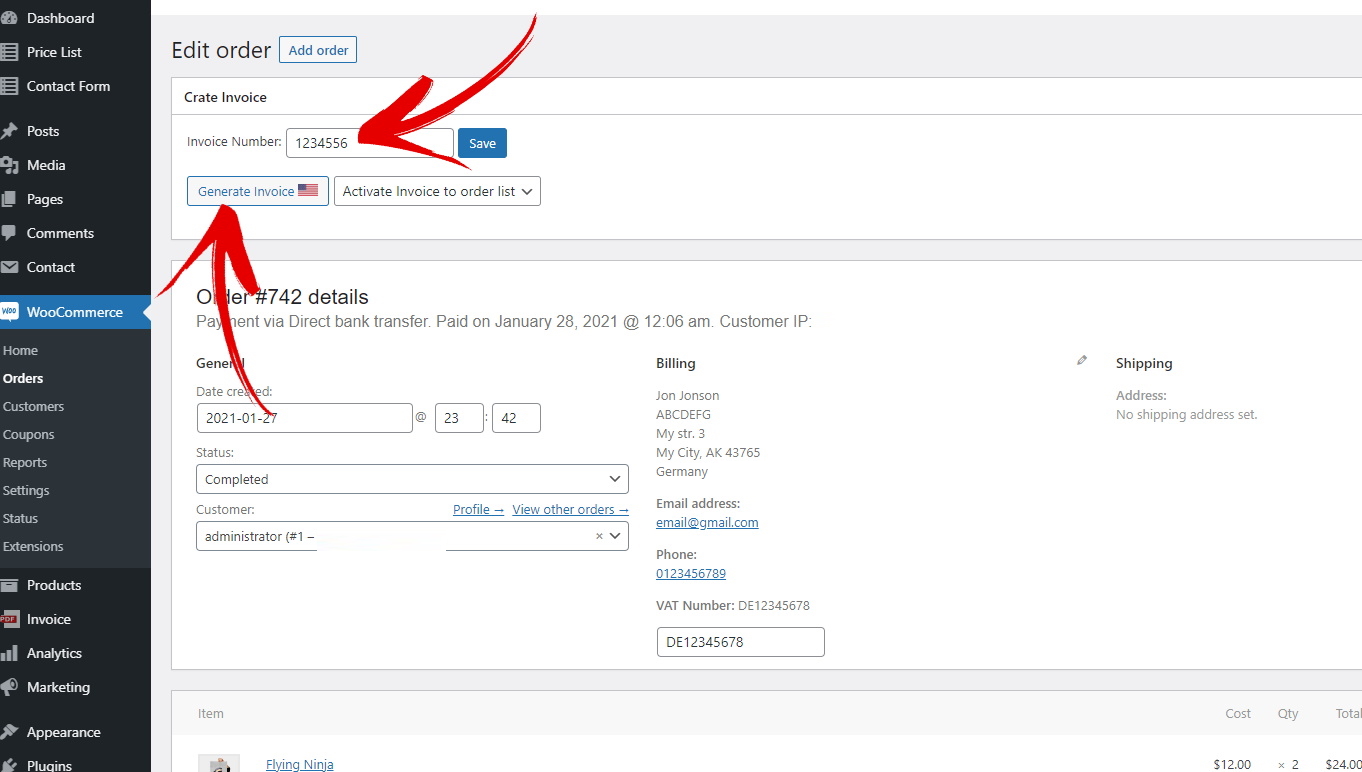 Dashboard
Price List
Contact Form
Posts
Media
Pages
Comments
Contact
WOO WooCommerce
Home
Orders
Customers
Coupons
Reports
Settings
Status
Extensions
Products
PDF Invoice
Analytics
Marketing
Appearance
Plugins
Edit order Add order
Crate Invoice
Invoice Number: 1234556 Save
Generate Invoice Activate Invoice to order list
Order #742 details
Payment via Direct bank transfer. Paid on January 28, 2021 @ 12:06 am. Customer IP:
General
Date created:
2021-01-27 @ 23 : 42
Status:
Completed
Customer: Profile → View other orders →
administrator (#1 – ×
Billing
Jon Jonson
ABCDEFG
My str. 3
My City, AK 43765
Germany
Email address:
email@gmail.com
Phone:
0123456789
VAT Number: DE12345678
DE12345678
Shipping
Address:
No shipping address set.
Item Cost Qty Total
Flying Ninja $12.00 × 2 $24.00